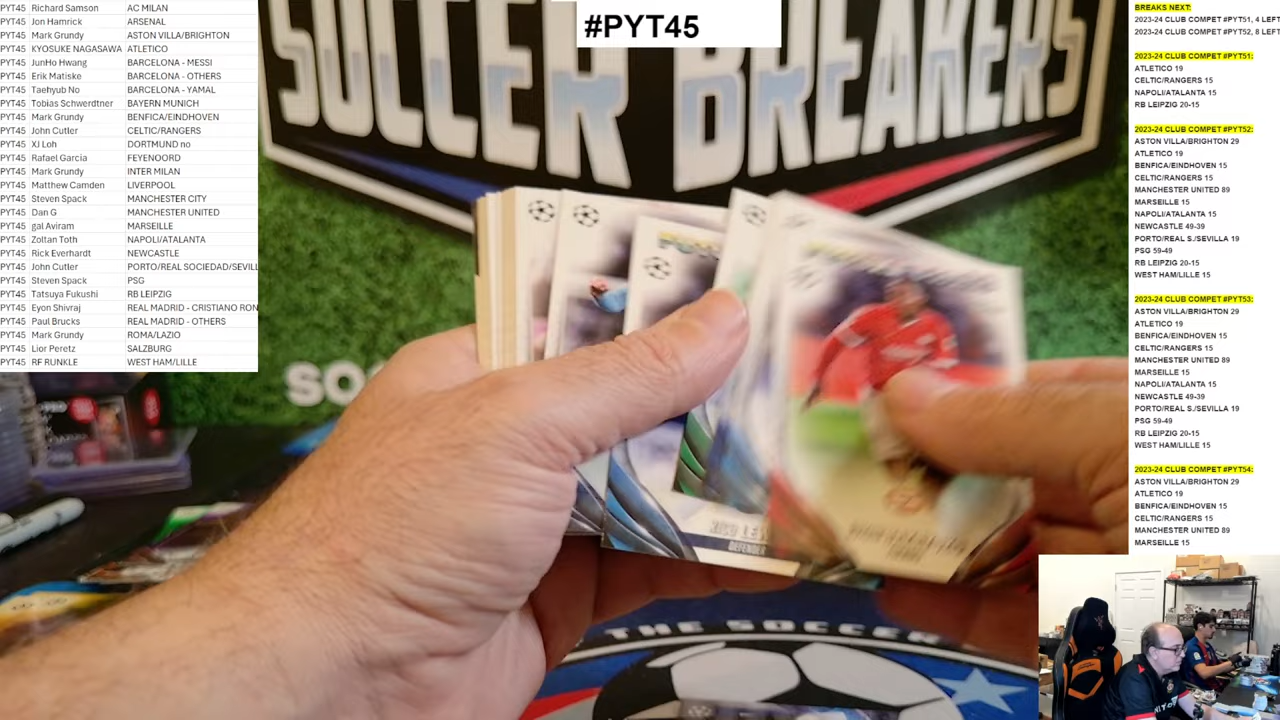 PYT45 Richard Samson AC MILAN
PYT45 Jon Hamrick ARSENAL
PYT45 Mark Grundy ASTON VILLA/BRIGHTON
PYT45 KYOSUKE NAGASAWA ATLETICO
PYT45 JunHo Hwang BARCELONA - MESSI
PYT45 Erik Matiske BARCELONA - OTHERS
PYT45 Taehyub No BARCELONA - YAMAL
PYT45 Tobias Schwerdtner BAYERN MUNICH
PYT45 Mark Grundy BENFICA/EINDHOVEN
PYT45 John Cutler CELTIC/RANGERS
PYT45 XJ Loh DORTMUND no
PYT45 Rafael Garcia FEYENOORD
PYT45 Mark Grundy INTER MILAN
PYT45 Matthew Camden LIVERPOOL
PYT45 Steven Spack MANCHESTER CITY
PYT45 Dan G MANCHESTER UNITED
PYT45 gal Aviram MARSEILLE
PYT45 Zoltan Toth NAPOLI/ATALANTA
PYT45 Rick Everhardt NEWCASTLE
PYT45 John Cutler PORTO/REAL SOCIEDAD/SEVILL
PYT45 Steven Spack PSG
PYT45 Tatsuya Fukushi RB LEIPZIG
PYT45 Eyon Shivraj REAL MADRID - CRISTIANO RON
PYT45 Paul Brucks REAL MADRID - OTHERS
PYT45 Mark Grundy ROMA/LAZIO
PYT45 Lior Peretz SALZBURG
PYT45 RF RUNKLE WEST HAM/LILLE
#PYT45
SOCCER BREAKERS
SO
RICO LEW
DEFENDER
THE SOCCER
BREAKS NEXT:
2023-24 CLUB COMPET #PYT51, 4 LEFT
2023-24 CLUB COMPET #PYT52, 8 LEFT
2023-24 CLUB COMPET #PYT51:
ATLETICO 19
CELTIC/RANGERS 15
NAPOLI/ATALANTA 15
RB LEIPZIG 20-15
2023-24 CLUB COMPET #PYT52:
ASTON VILLA/BRIGHTON 29
ATLETICO 19
BENFICA/EINDHOVEN 15
CELTIC/RANGERS 15
MANCHESTER UNITED 89
MARSEILLE 15
NAPOLI/ATALANTA 15
NEWCASTLE 49-39
PORTO/REAL S./SEVILLA 19
PSG 59-49
RB LEIPZIG 20-15
WEST HAM/LILLE 15
2023-24 CLUB COMPET #PYT53:
ASTON VILLA/BRIGHTON 29
ATLETICO 19
BENFICA/EINDHOVEN 15
CELTIC/RANGERS 15
MANCHESTER UNITED 89
MARSEILLE 15
NAPOLI/ATALANTA 15
NEWCASTLE 49-39
PORTO/REAL S./SEVILLA 19
PSG 59-49
RB LEIPZIG 20-15
WEST HAM/LILLE 15
2023-24 CLUB COMPET #PYT54:
ASTON VILLA/BRIGHTON 29
ATLETICO 19
BENFICA/EINDHOVEN 15
CELTIC/RANGERS 15
MANCHESTER UNITED 89
MARSEILLE 15